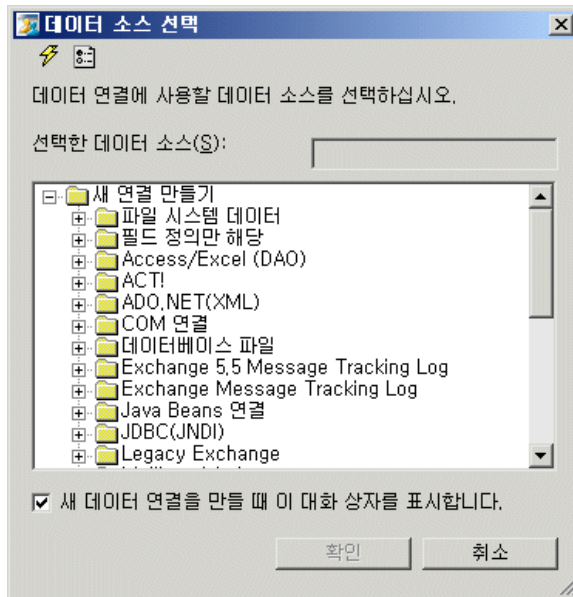 데이터 소스 선택
데이터 연결에 사용할 데이터 소스를 선택하십시오.
선택한 데이터 소스(S):
새 연결 만들기
파일 시스템 데이터
필드 정의만 해당
Access/Excel (DAO)
ACT!
ADO.NET(XML)
COM 연결
데이터베이스 파일
Exchange 5.5 Message Tracking Log
Exchange Message Tracking Log
Java Beans 연결
JDBC(JNDI)
Legacy Exchange
새 데이터 연결을 만들 때 이 대화 상자를 표시합니다.
확인 취소